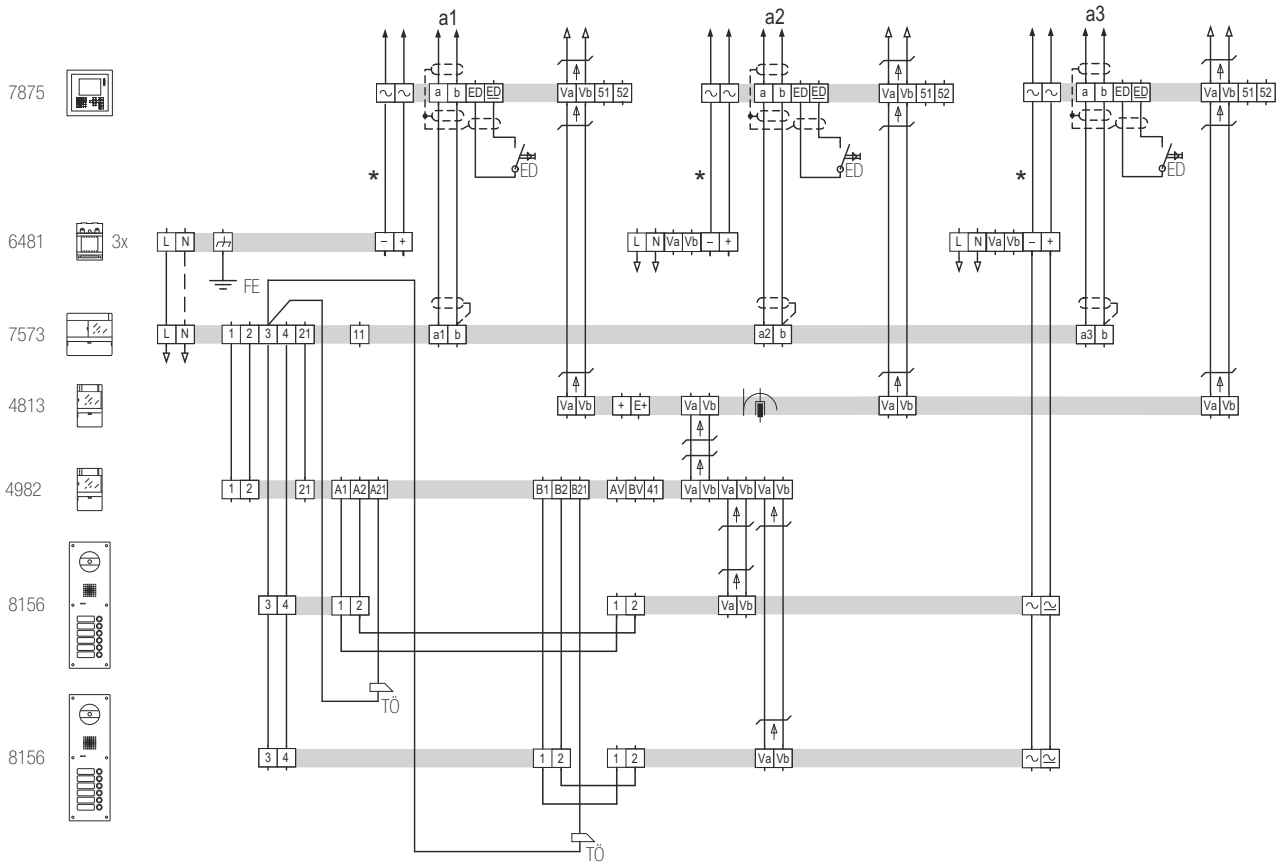 a1 a2 a3
7875 ~ ~ a b ED ED Va Vb 51 52 ~ ~ a b ED ED Va Vb 51 52 ~ ~ a b ED ED Va Vb 51 52
* ED * ED * ED
6481 3x L N - + L N Va Vb - + L N Va Vb - +
FE
7573 L N 1 2 3 4 21 11 a1 b a2 b a3 b
4813 Va Vb + E+ Va Vb Va Vb Va Vb
4982 1 2 21 A1 A2 A21 B1 B2 B21 AV BV 41 Va Vb Va Vb Va Vb
8156 3 4 1 2 1 2 Va Vb ~ ~
TÖ
8156 3 4 1 2 1 2 Va Vb ~ ~
TÖ